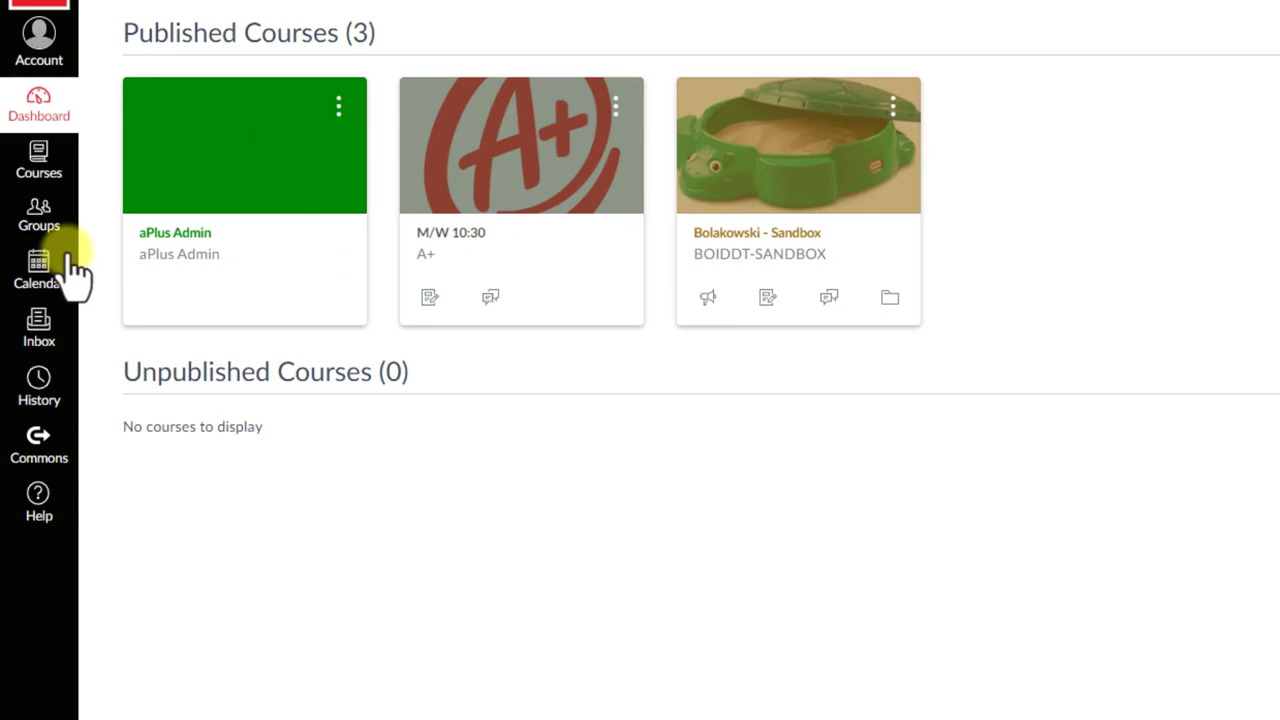 Published Courses (3)
Account
Dashboard
Courses
Groups
Inbox
History
Commons
Help
A+
aPlus Admin
aPlus Admin
M/W 10:30
A+
Bolakowski - Sandbox
BOIDDT-SANDBOX
Unpublished Courses (0)
No courses to display